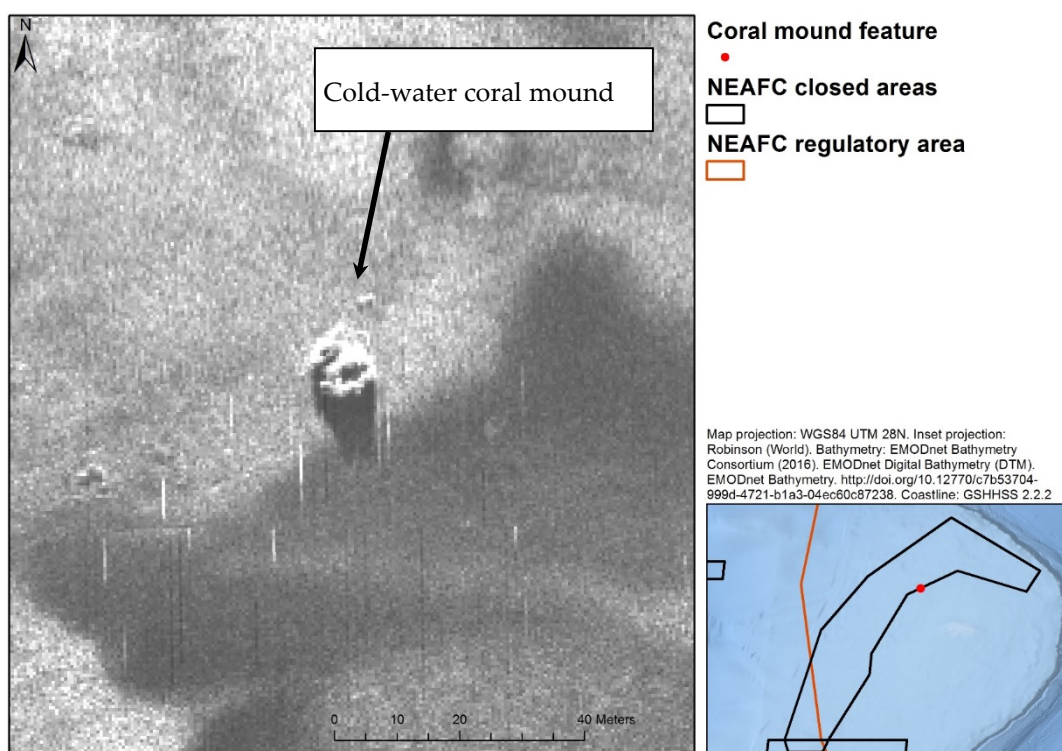 N
Cold-water coral mound
0 10 20 40 Meters
Coral mound feature
NEAFC closed areas
NEAFC regulatory area
Map projection: WGS84 UTM 28N. Inset projection:
Robinson (World). Bathymetry: EMODnet Bathymetry
Consortium (2016). EMODnet Digital Bathymetry (DTM).
EMODnet Bathymetry. http://doi.org/10.12770/c7b53704-
999d-4721-b1a3-04ec60c87238. Coastline: GSHHSS 2.2.2